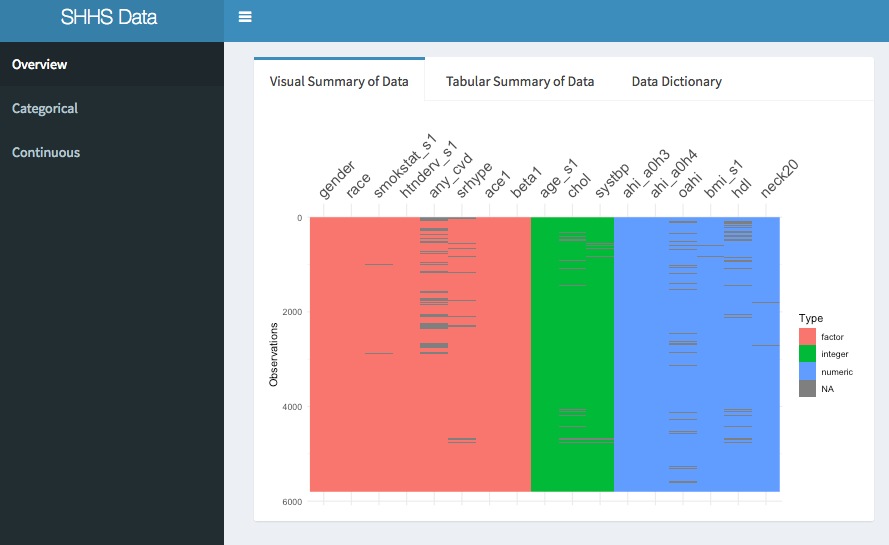 SHHS Data
Overview
Categorical
Continuous
Visual Summary of Data
Tabular Summary of Data
Data Dictionary
gender
race
smokstat_s1
htnderv_s1
any_cvd
srhype
ace1
beta1
age_s1
chol
systbp
ahi_a0h3
ahi_a0h4
oahi
bmi_s1
hdl
neck20
0
2000
4000
6000
Observations
Type
factor
integer
numeric
NA